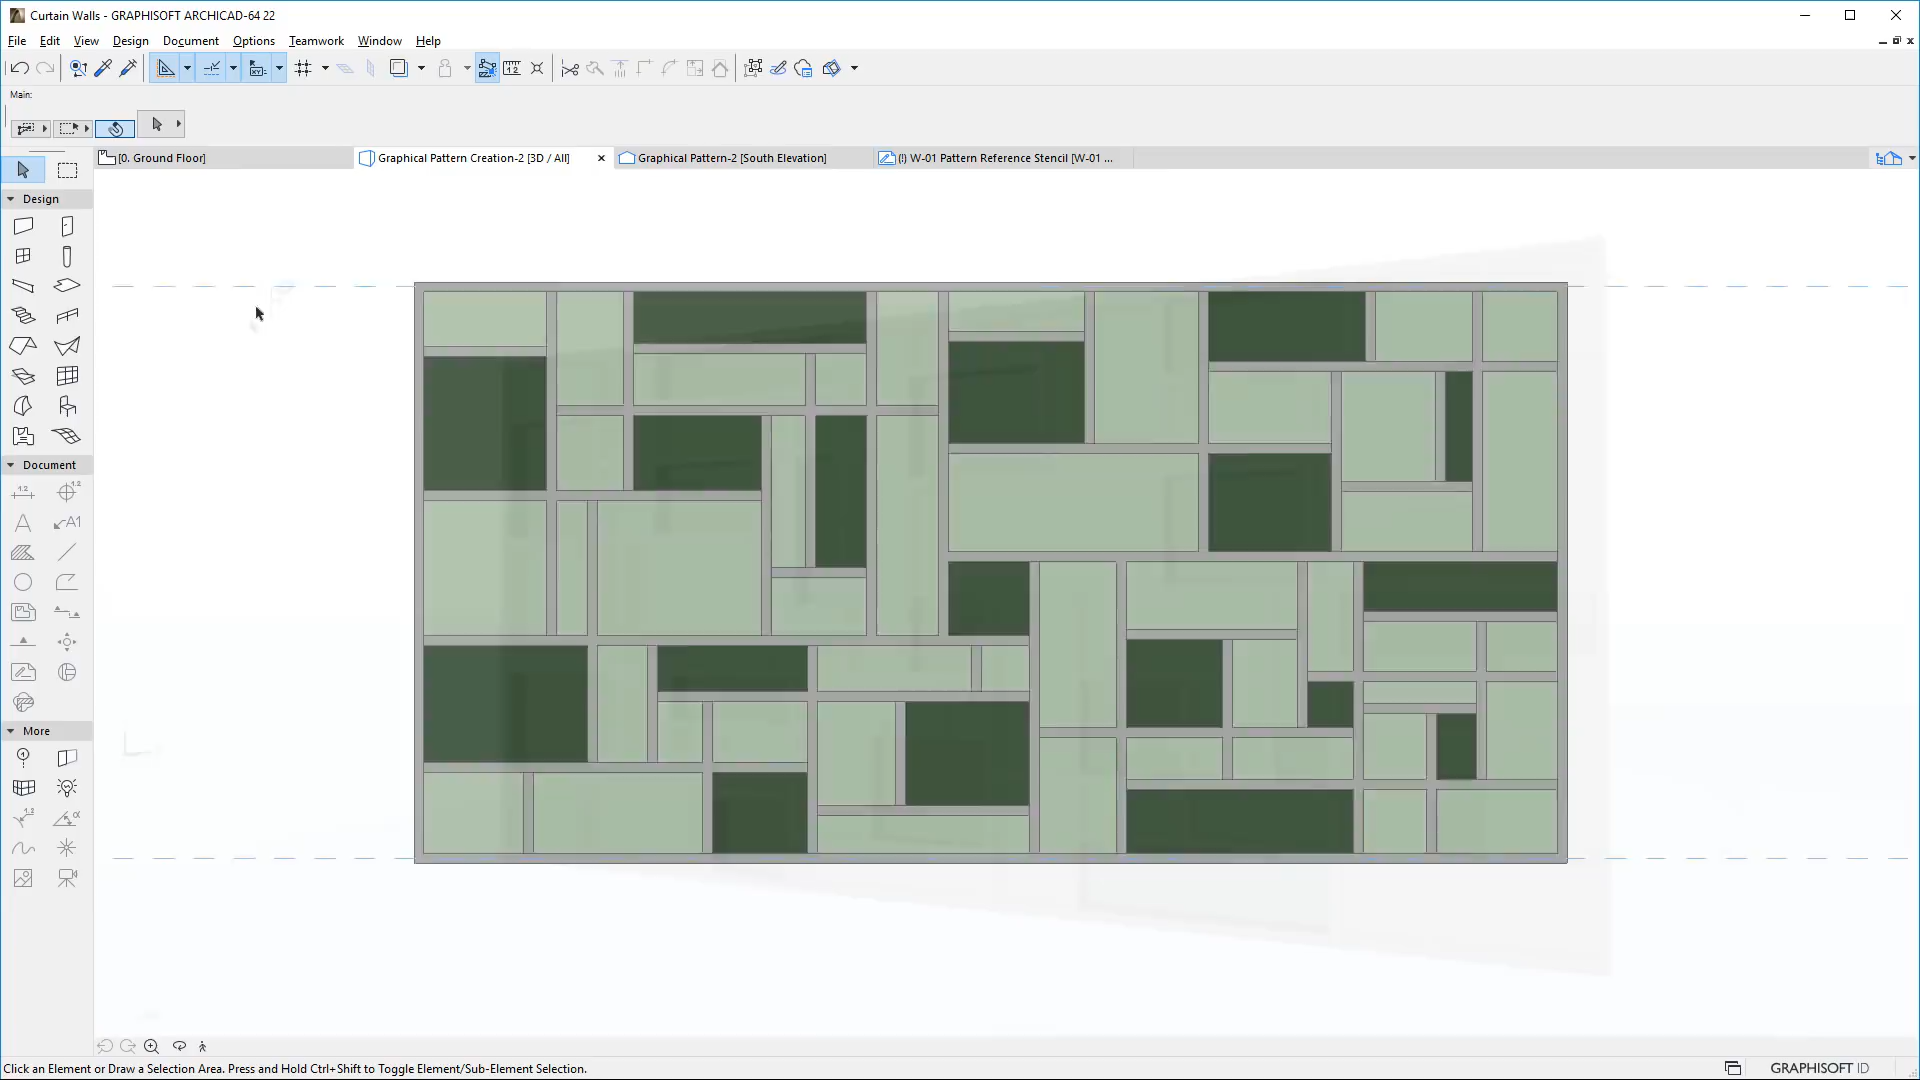 Curtain Walls - GRAPHISOFT ARCHICAD-64 22
File Edit View Design Document Options Teamwork Window Help
Main:
[0. Ground Floor]
Graphical Pattern Creation-2 [3D / All]
Graphical Pattern-2 [South Elevation]
(!) W-01 Pattern Reference Stencil [W-01 ...
Design
Document
More
Click an Element or Draw a Selection Area. Press and Hold Ctrl+Shift to Toggle Element/Sub-Element Selection.
GRAPHISOFT ID